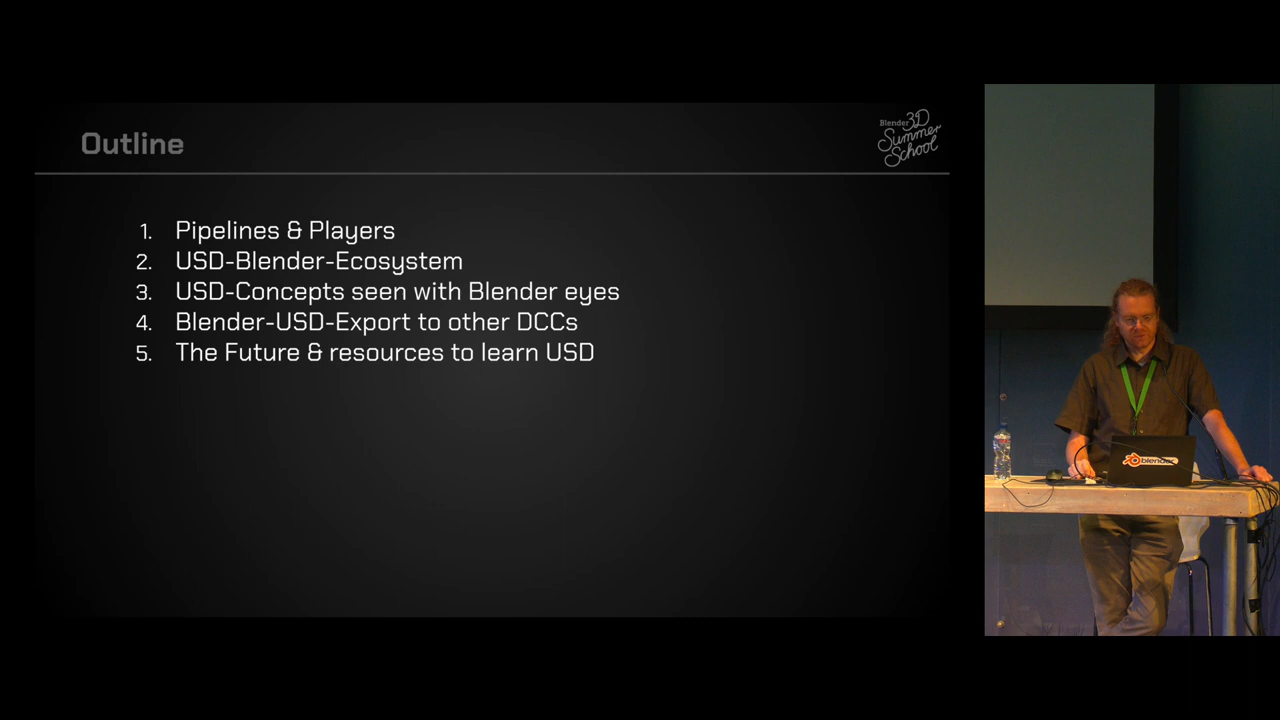 Outline
Blender 3D
Summer
School
1. Pipelines & Players
2. USD-Blender-Ecosystem
3. USD-Concepts seen with Blender eyes
4. Blender-USD-Export to other DCCs
5. The Future & resources to learn USD
blender